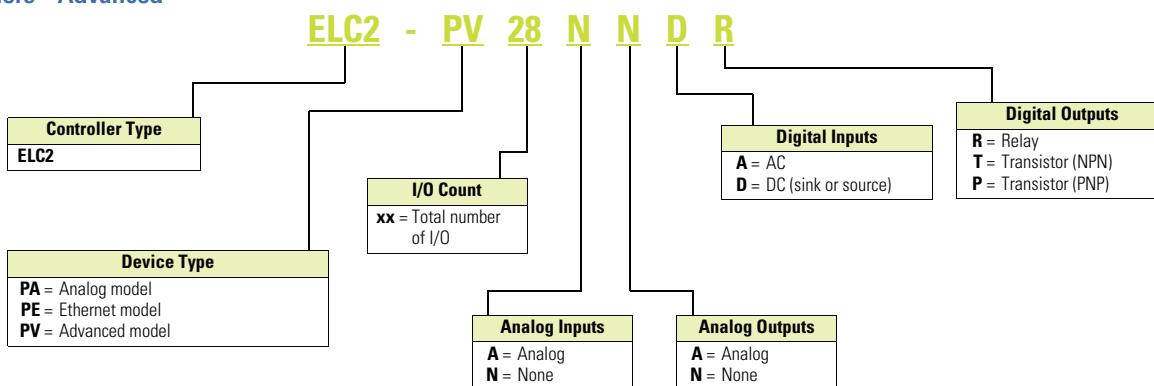 Advanced
ELC2 - PV 28 N N D R
Controller Type
ELC2
Device Type
PA = Analog model
PE = Ethernet model
PV = Advanced model
I/O Count
xx = Total number
of I/O
Analog Inputs
A = Analog
N = None
Analog Outputs
A = Analog
N = None
Digital Inputs
A = AC
D = DC (sink or source)
Digital Outputs
R = Relay
T = Transistor (NPN)
P = Transistor (PNP)